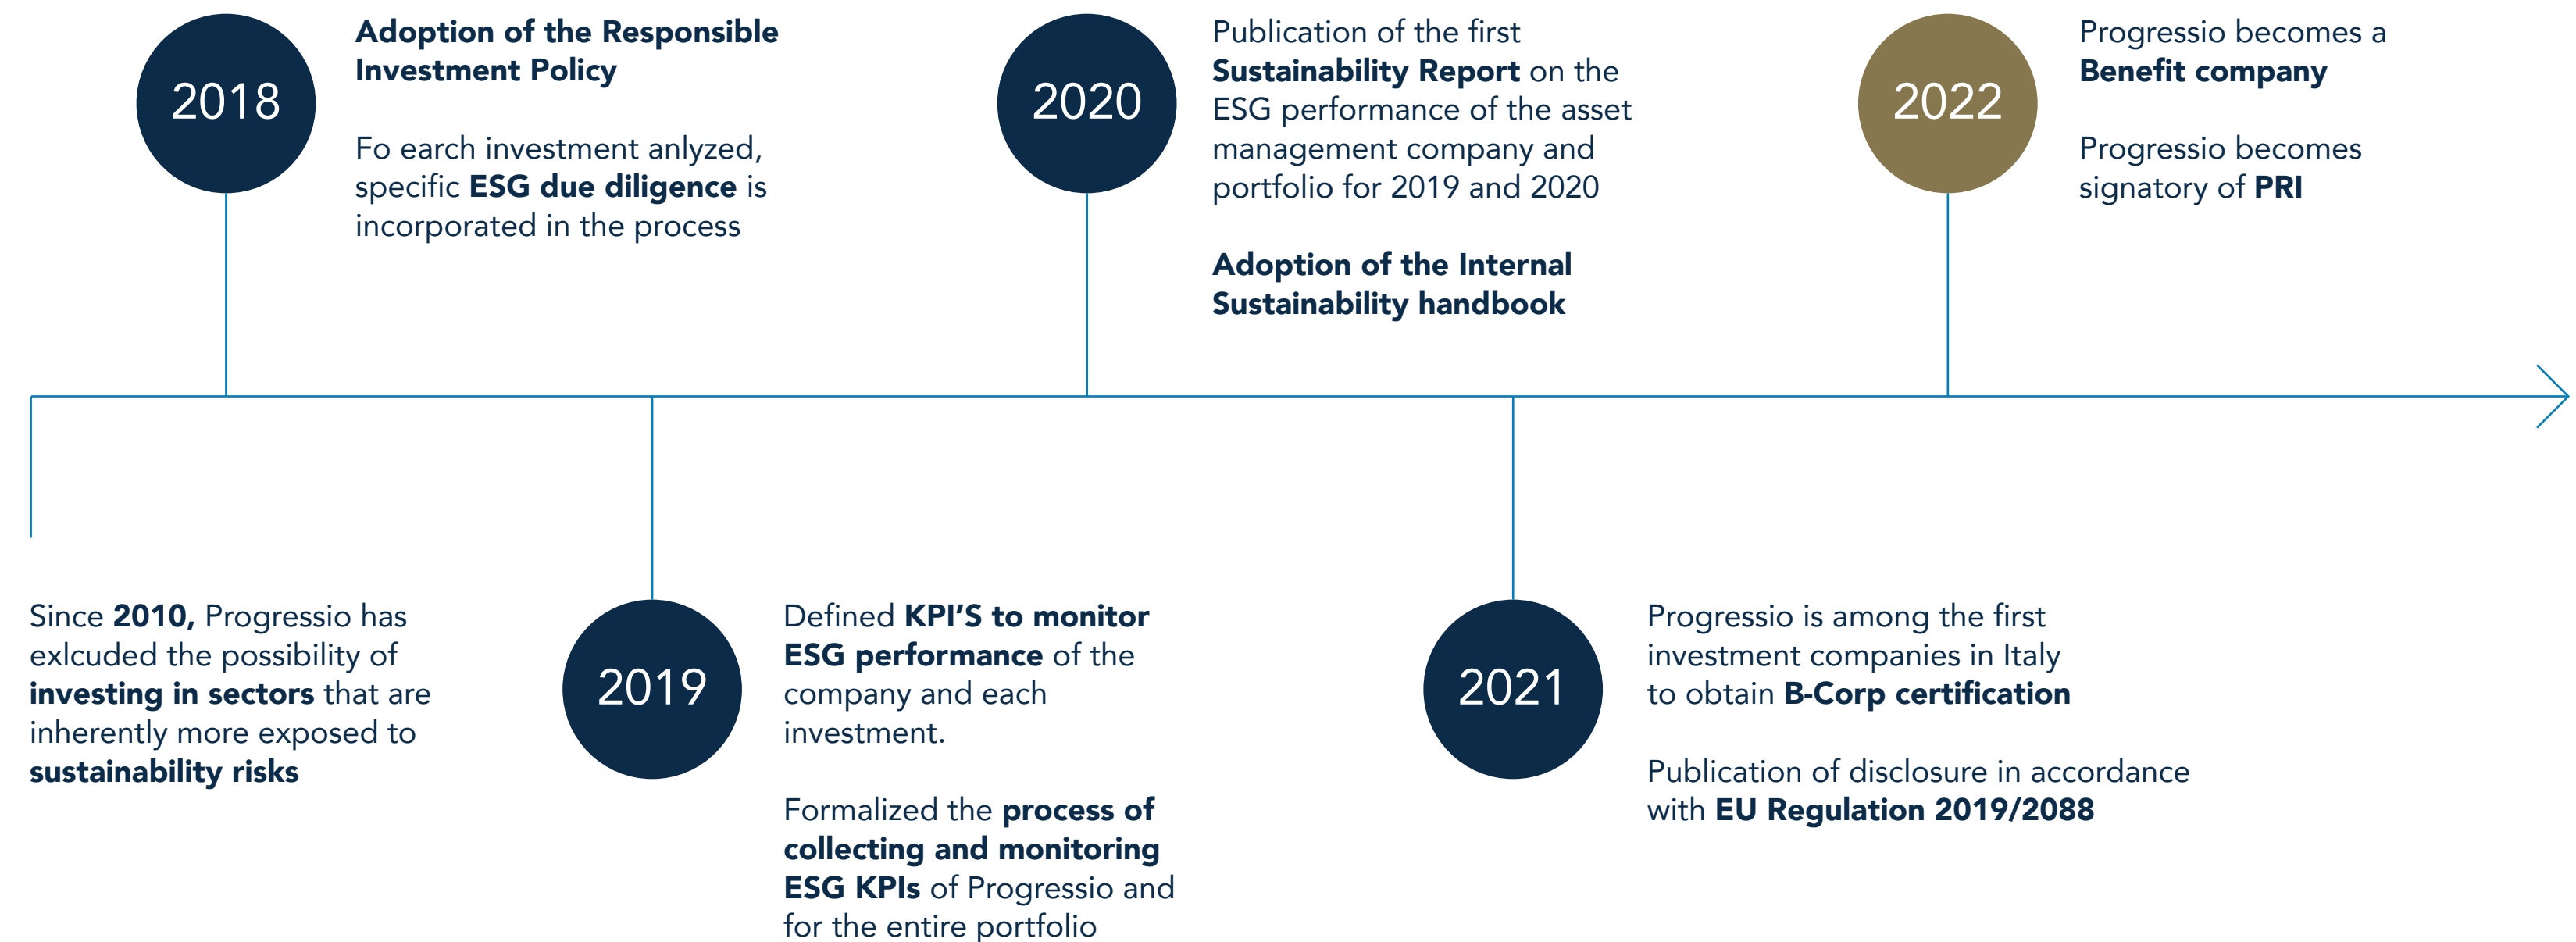 Since 2010, Progressio has
exlcuded the possibility of
investing in sectors that are
inherently more exposed to
sustainability risks
2018
Adoption of the Responsible
Investment Policy
Fo earch investment anlyzed,
specific ESG due diligence is
incorporated in the process
2019
Defined KPI’S to monitor
ESG performance of the
company and each
investment.
Formalized the process of
collecting and monitoring
ESG KPIs of Progressio and
for the entire portfolio
2020
Publication of the first
Sustainability Report on the
ESG performance of the asset
management company and
portfolio for 2019 and 2020
Adoption of the Internal
Sustainability handbook
2021
Progressio is among the first
investment companies in Italy
to obtain B-Corp certification
Publication of disclosure in accordance
with EU Regulation 2019/2088
2022
Progressio becomes a
Benefit company
Progressio becomes
signatory of PRI